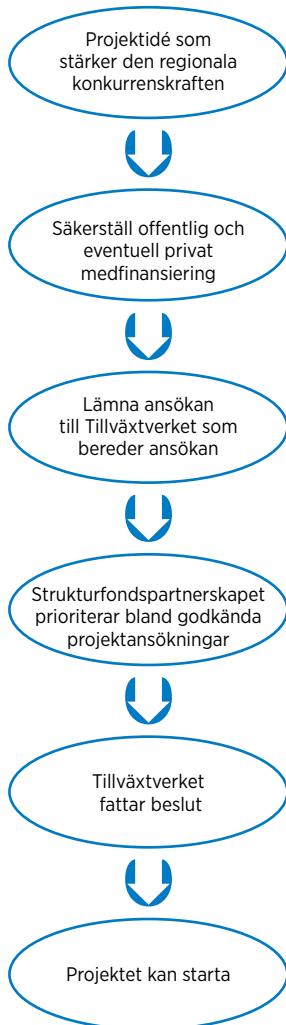 Projektidé som
stärker den regionala
konkurrenskraften
Säkerställ offentlig och
eventuell privat
medfinansiering
Lämna ansökan
till Tillväxtverket som
bereder ansökan
Strukturfondspartnerskapet
prioriterar bland godkända
projektansökningar
Tillväxtverket
fattar beslut
Projektet kan starta